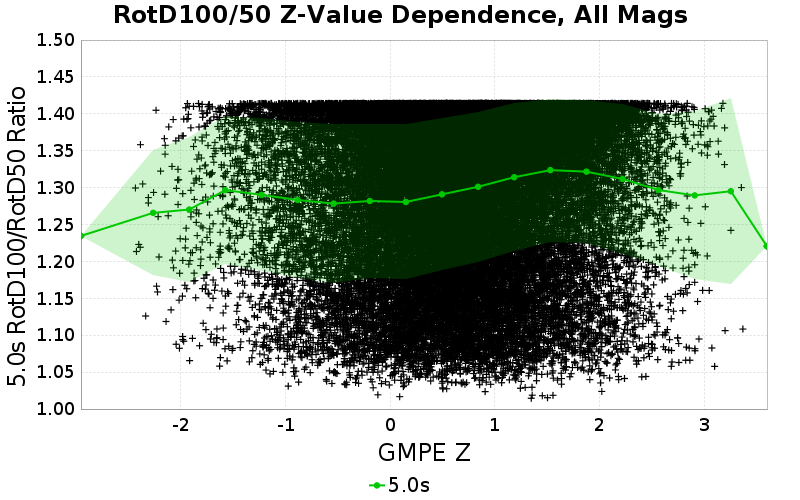 RotD100/50 Z-Value Dependence, All Mags
5.0s RotD100/RotD50 Ratio
1.50
1.45
1.40
1.35
1.30
1.25
1.20
1.15
1.10
1.05
1.00
-2 -1 0 1 2 3
GMPE Z
5.0s